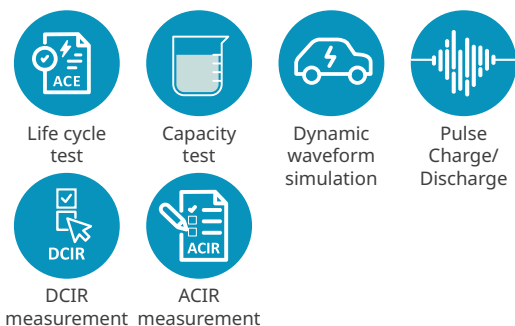 ACE
Life cycle
test
Capacity
test
Dynamic
waveform
simulation
Pulse
Charge/
Discharge
DCIR
DCIR
measurement
ACIR
ACIR
measurement